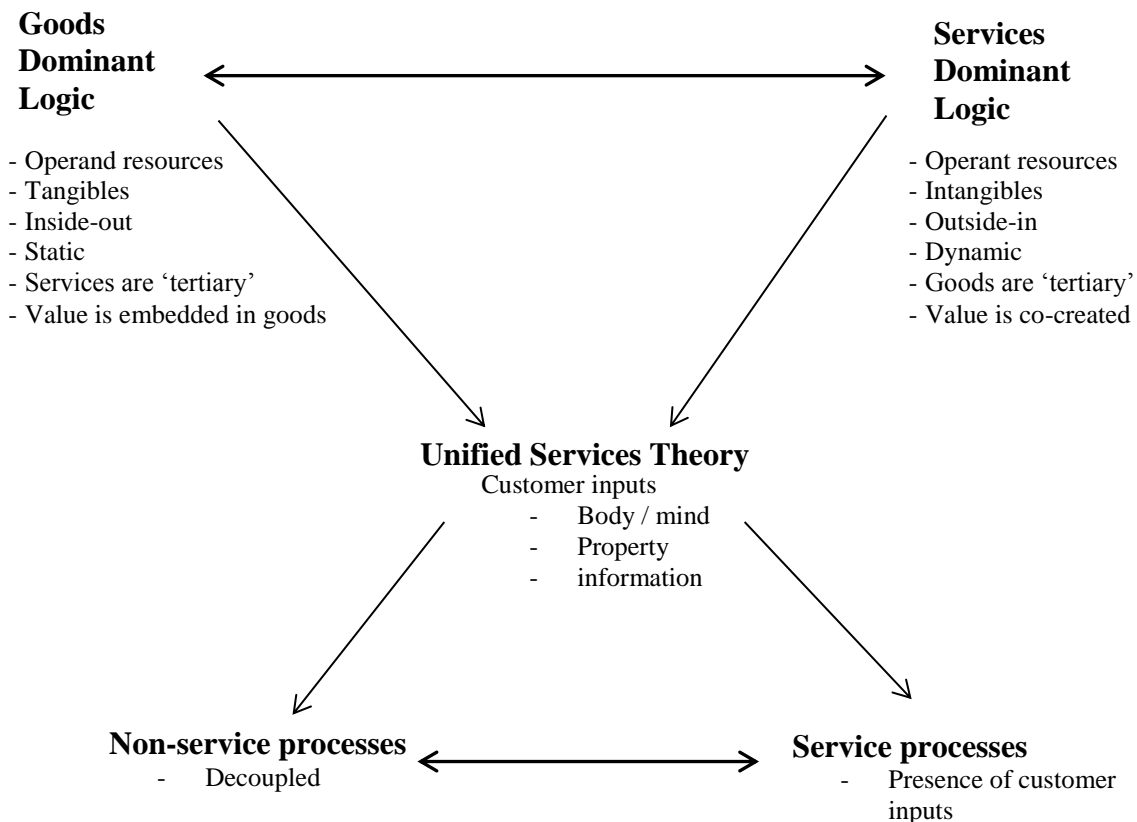 Goods
Dominant
Logic
- Operand resources
- Tangibles
- Inside-out
- Static
- Services are ‘tertiary’
- Value is embedded in goods
Services
Dominant
Logic
- Operant resources
- Intangibles
- Outside-in
- Dynamic
- Goods are ‘tertiary’
- Value is co-created
Unified Services Theory
Customer inputs
- Body / mind
- Property
- information
Non-service processes
- Decoupled
Service processes
- Presence of customer
inputs